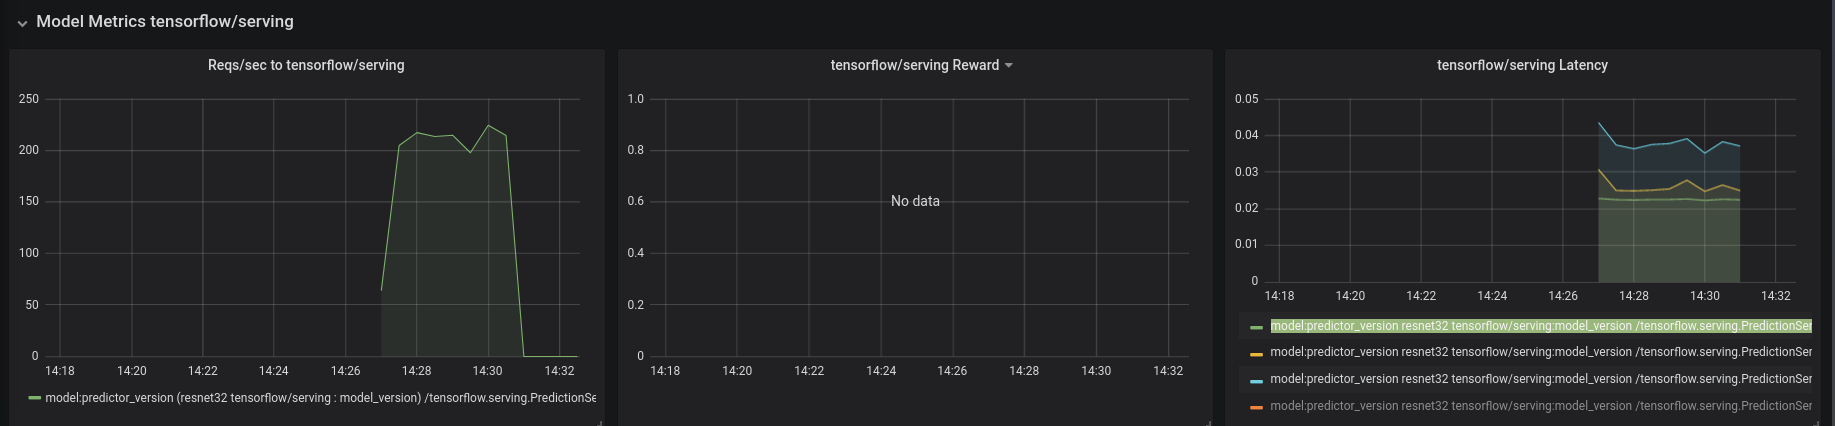 Model Metrics tensorflow/serving
Reqs/sec to tensorflow/serving
250
200
150
100
50
0
14:18 14:20 14:22 14:24 14:26 14:28 14:30 14:32
model:predictor_version (resnet32 tensorflow/serving : model_version) /tensorflow.serving.PredictionSe
tensorflow/serving Reward
1.0
0.8
0.6
0.4
0.2
0
No data
14:18 14:20 14:22 14:24 14:26 14:28 14:30 14:32
tensorflow/serving Latency
0.05
0.04
0.03
0.02
0.01
0
14:18 14:20 14:22 14:24 14:26 14:28 14:30 14:32
model:predictor_version resnet32 tensorflow/serving:model_version /tensorflow.serving.PredictionSer
model:predictor_version resnet32 tensorflow/serving:model_version /tensorflow.serving.PredictionSer
model:predictor_version resnet32 tensorflow/serving:model_version /tensorflow.serving.PredictionSer
model:predictor_version resnet32 tensorflow/serving:model_version /tensorflow.serving.PredictionSer